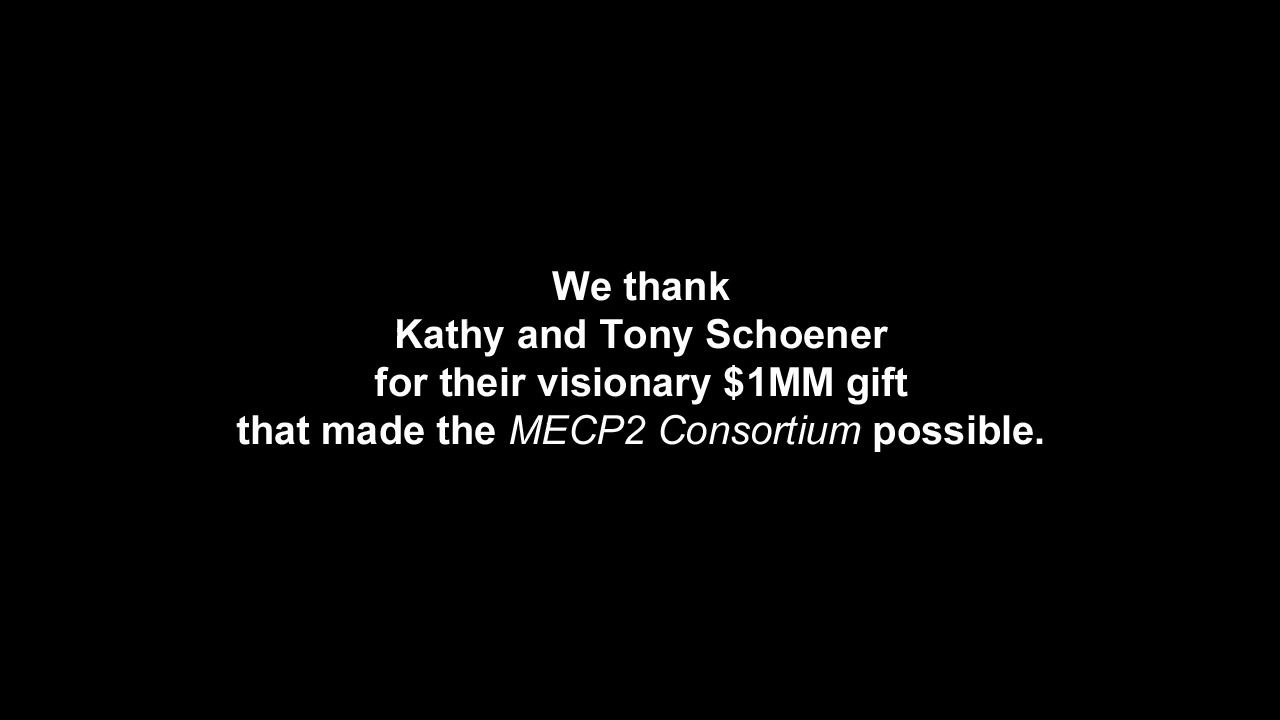 We thank
Kathy and Tony Schoener
for their visionary $1MM gift
that made the MECP2 Consortium possible.